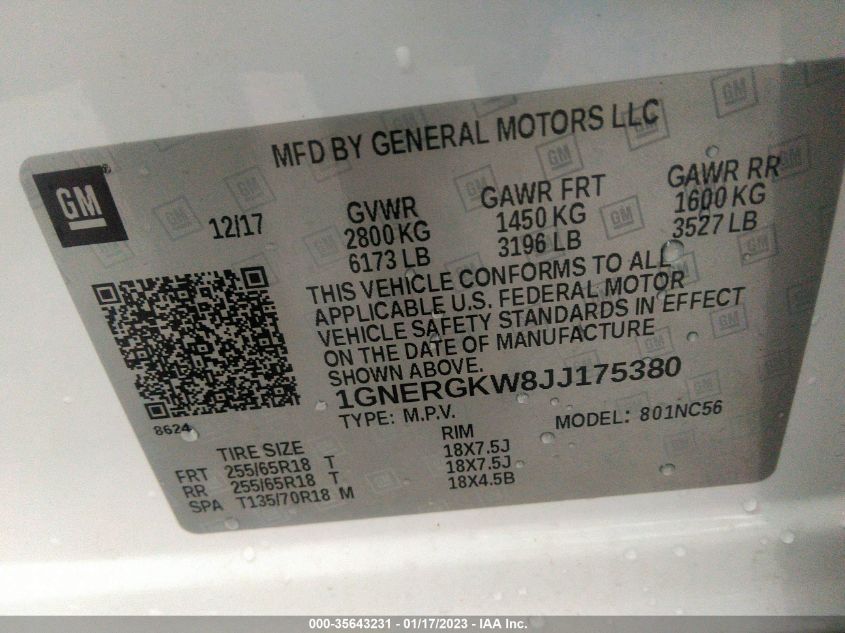 MFD BY GENERAL MOTORS LLC
GM
12/17
GVWR
2800 KG
6173 LB
GAWR FRT
1450 KG
3196 LB
GAWR RR
1600 KG
3527 LB
THIS VEHICLE CONFORMS TO ALL
APPLICABLE U.S. FEDERAL MOTOR
VEHICLE SAFETY STANDARDS IN EFFECT
ON THE DATE OF MANUFACTURE
SHOWN ABOVE.
1GNERGKW8JJ175380
TYPE: M.P.V.
MODEL: 801NC56
8624
TIRE SIZE
RIM
FRT 255/65R18 T 18X7.5J
RR 255/65R18 T 18X7.5J
SPA T135/70R18 M 18X4.5B
000-35643231 - 01/17/2023 - IAA Inc.